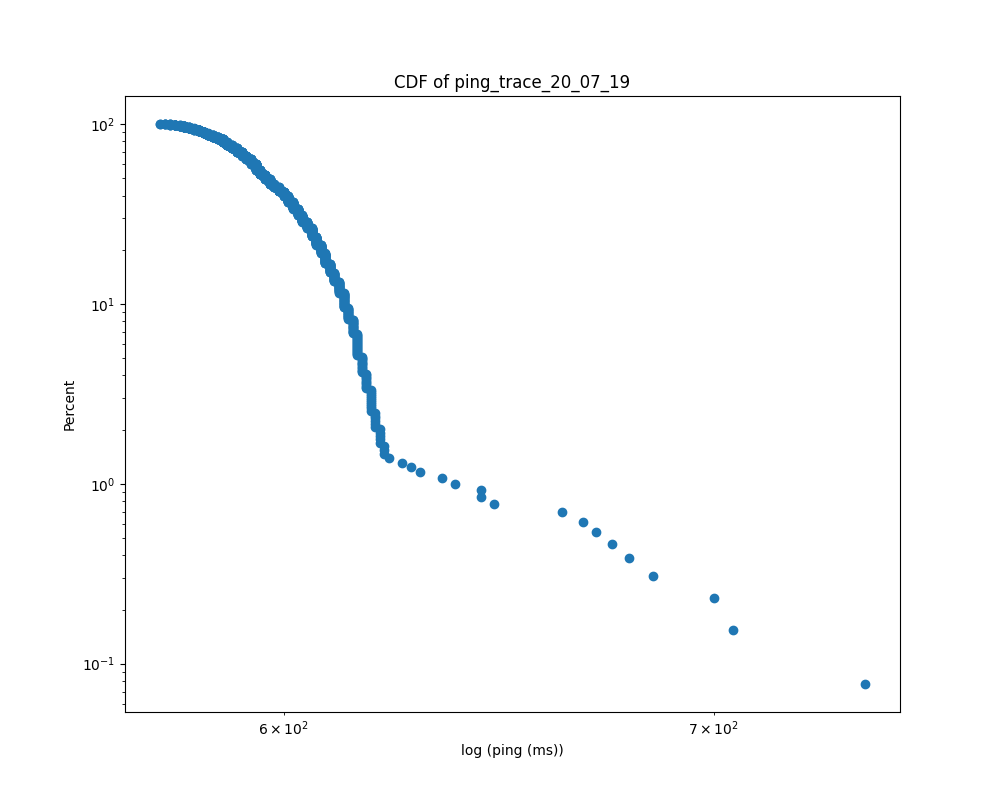 CDF of ping_trace_20_07_19
Percent
10²
10¹
10⁰
10⁻¹
6 × 10²
7 × 10²
log (ping (ms))